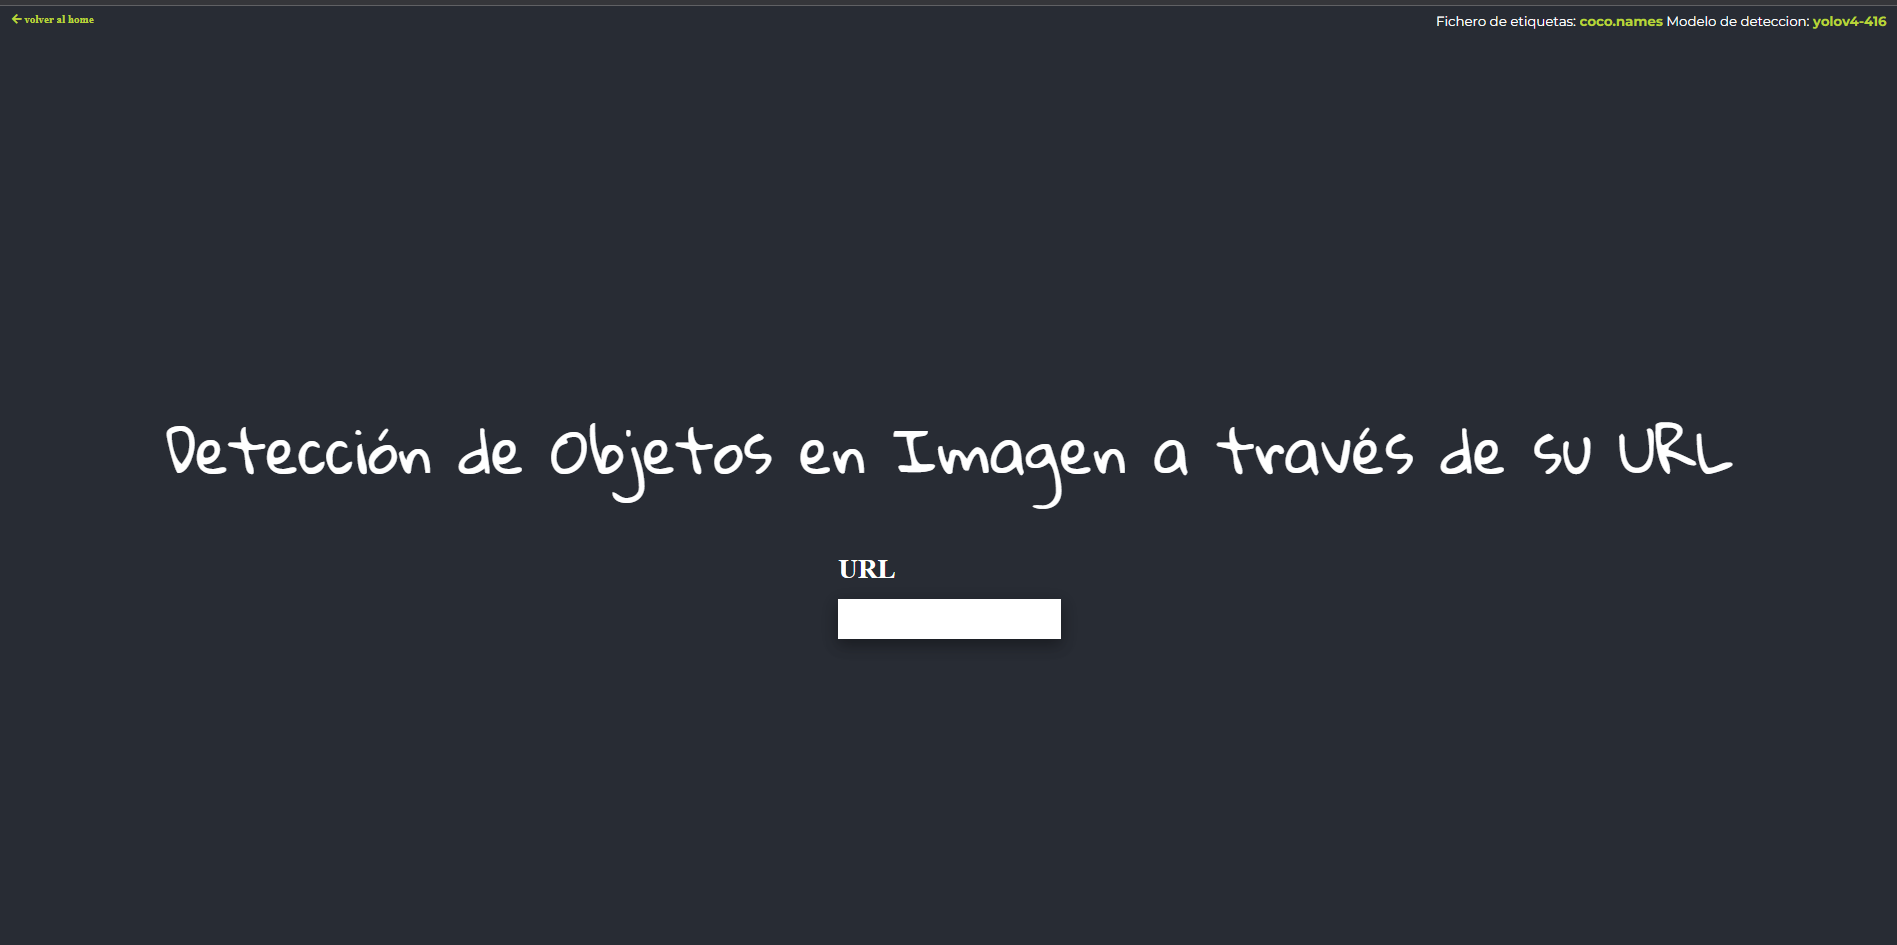 volver al home
Fichero de etiquetas: coco.names Modelo de deteccion: yolov4-416
Detección de Objetos en Imagen a través de su URL
URL